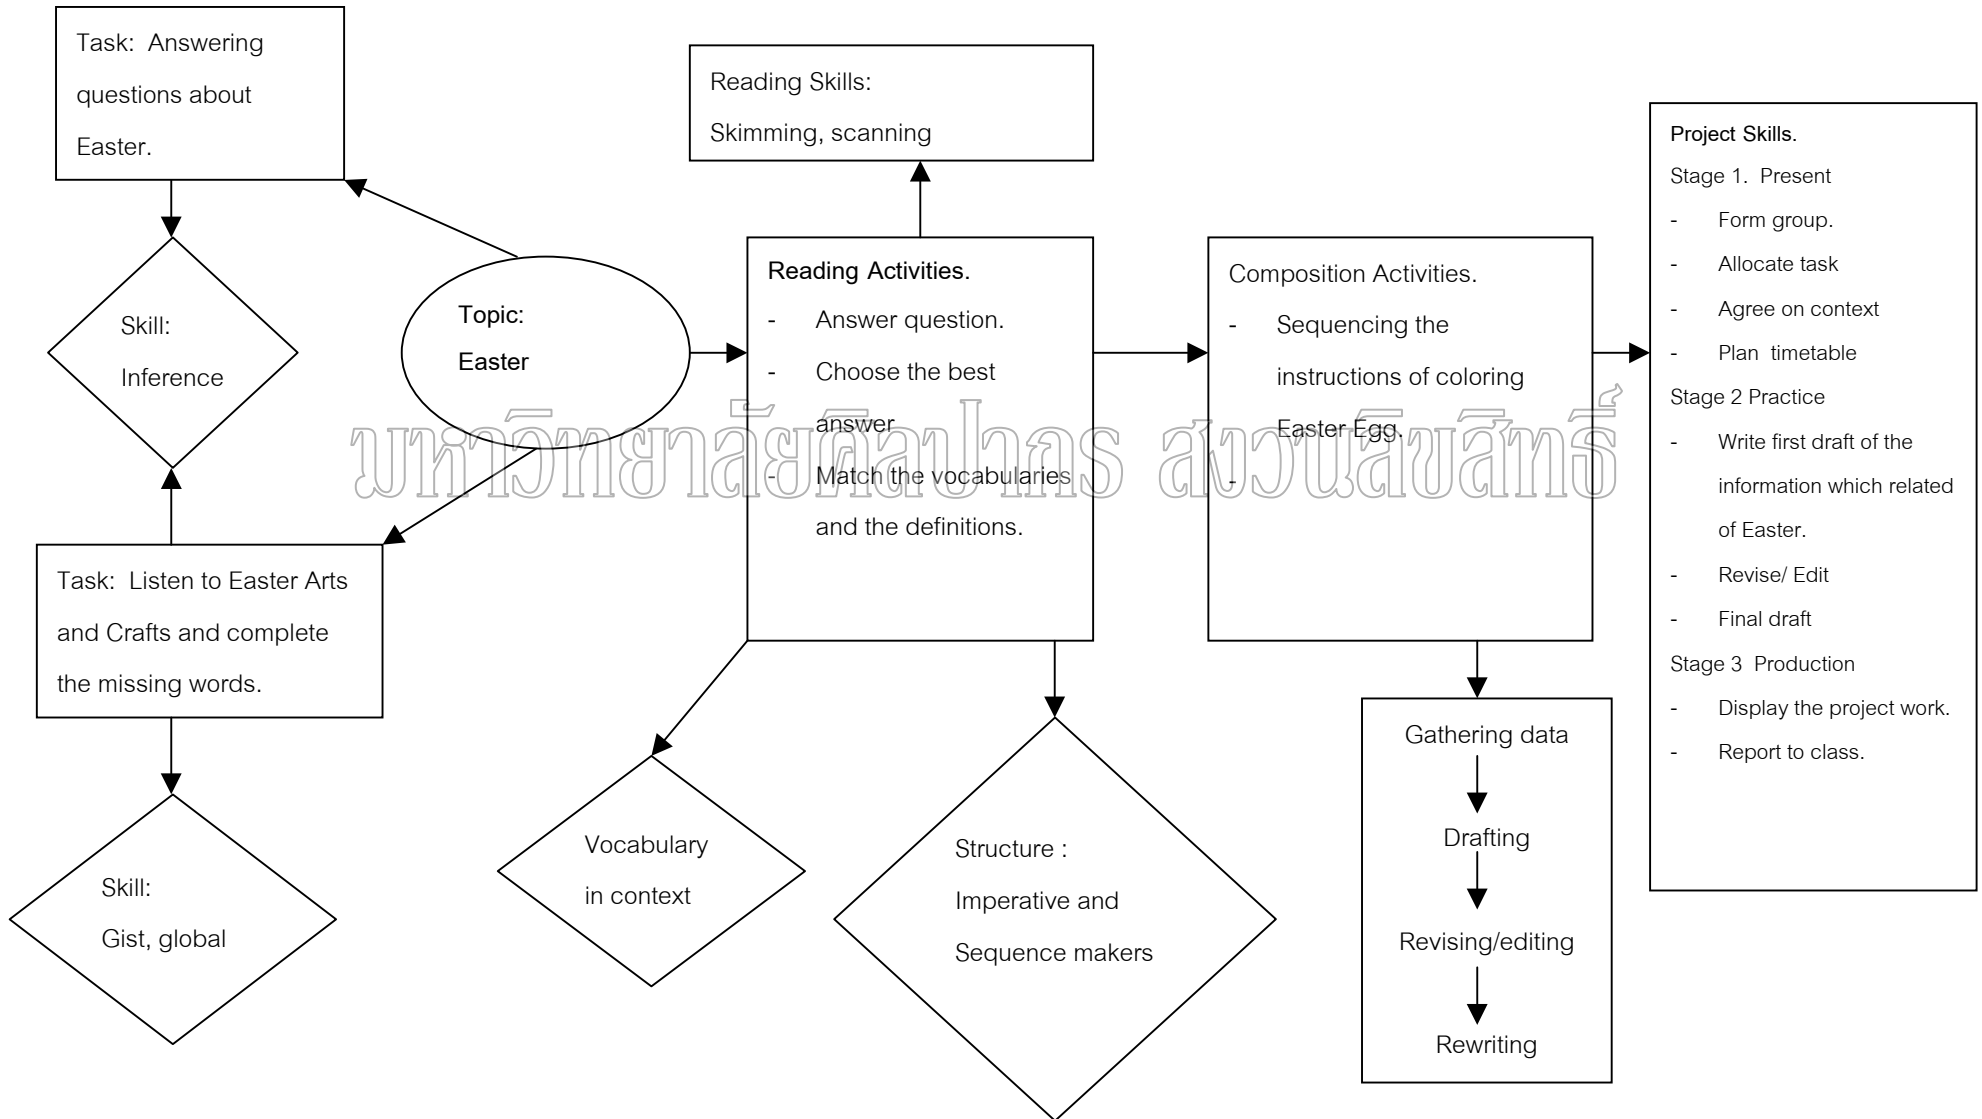 Task: Answering
questions about
Easter.
Reading Skills:
Skimming, scanning
Skill:
Inference
Topic:
Easter
Reading Activities.
- Answer question.
- Choose the best
answer
- Match the vocabularies
and the definitions.
Composition Activities.
- Sequencing the
instructions of coloring
Easter Egg.
-
Project Skills.
Stage 1. Present
- Form group.
- Allocate task
- Agree on context
- Plan timetable
Stage 2 Practice
- Write first draft of the
information which related
of Easter.
- Revise/ Edit
- Final draft
Stage 3 Production
- Display the project work.
- Report to class.
มหาวิทยาลัยศิลปากร สงวนลิขสิทธิ์
Task: Listen to Easter Arts
and Crafts and complete
the missing words.
Skill:
Gist, global
Vocabulary
in context
Structure :
Imperative and
Sequence makers
Gathering data
Drafting
Revising/editing
Rewriting